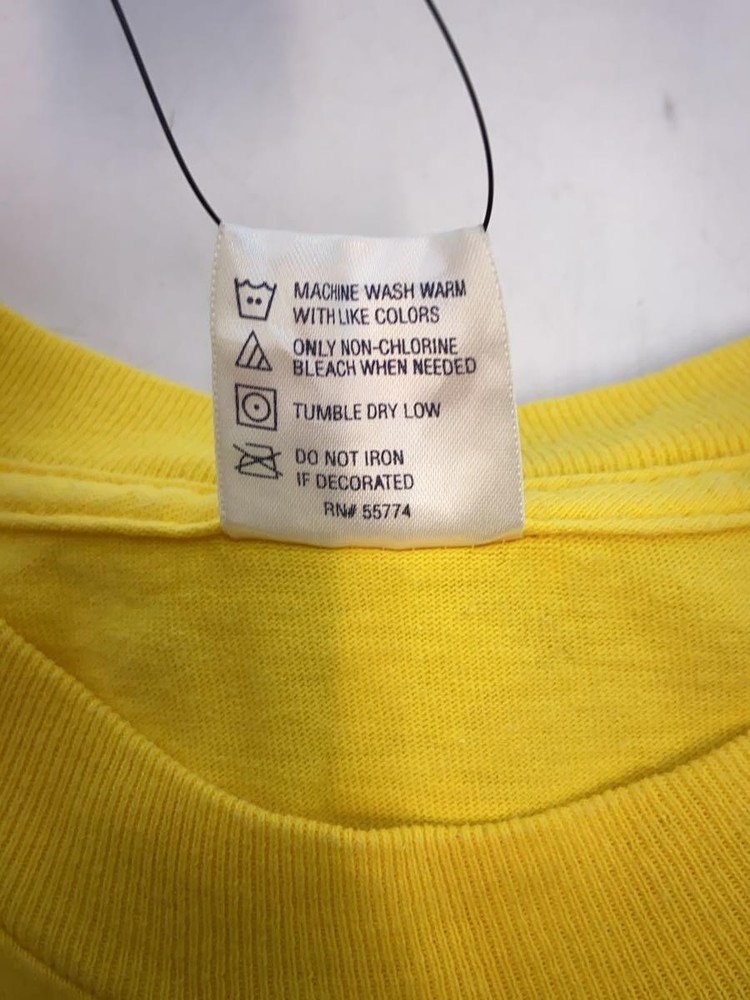 MACHINE WASH WARM
WITH LIKE COLORS
ONLY NON-CHLORINE
BLEACH WHEN NEEDED
TUMBLE DRY LOW
DO NOT IRON
IF DECORATED
RN# 55774